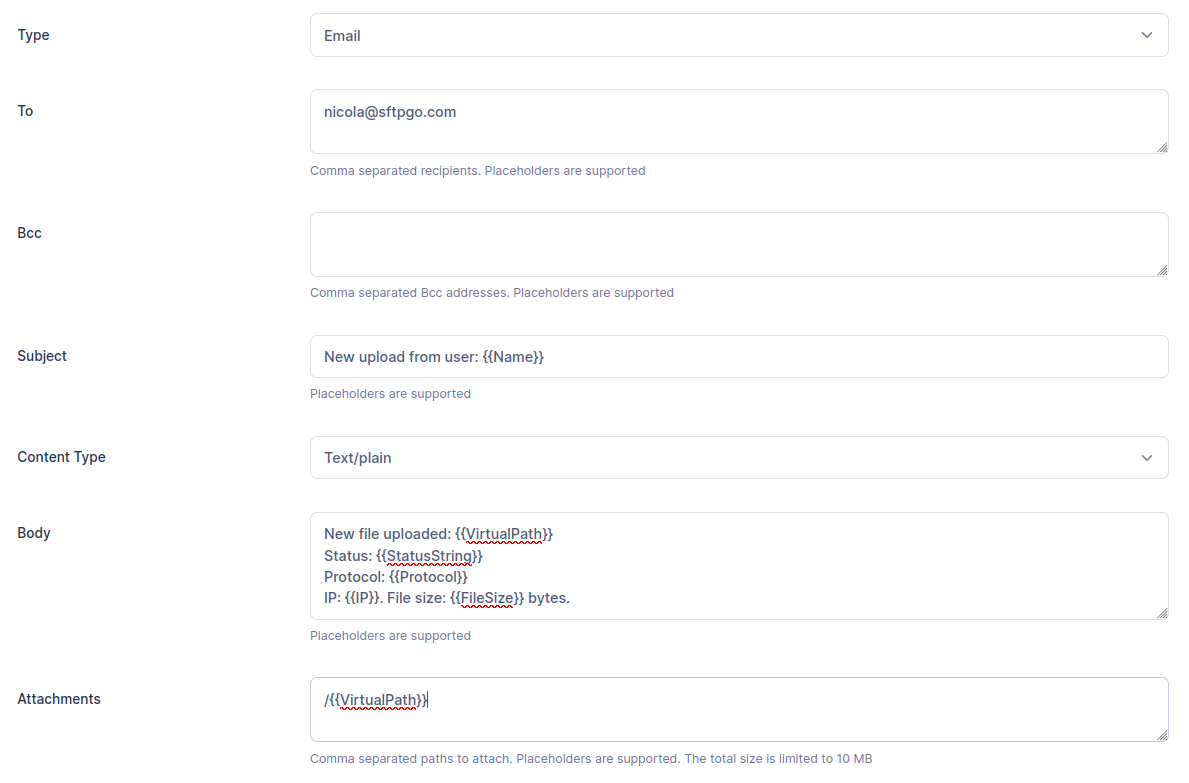 Type
Email
To
nicola@sftpgo.com
Comma separated recipients. Placeholders are supported
Bcc
Comma separated Bcc addresses. Placeholders are supported
Subject
New upload from user: {{Name}}
Placeholders are supported
Content Type
Text/plain
Body
New file uploaded: {{VirtualPath}}
Status: {{StatusString}}
Protocol: {{Protocol}}
IP: {{IP}}. File size: {{FileSize}} bytes.
Placeholders are supported
Attachments
/{{VirtualPath}}
Comma separated paths to attach. Placeholders are supported. The total size is limited to 10 MB